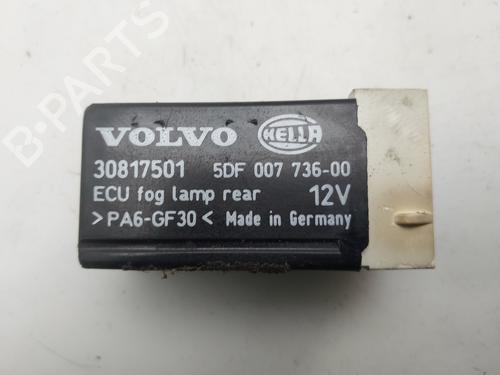 B-PARTS
VOLVO HELLA
30817501 5DF 007 736-00
ECU fog lamp rear 12V
>PA6-GF30< Made in Germany